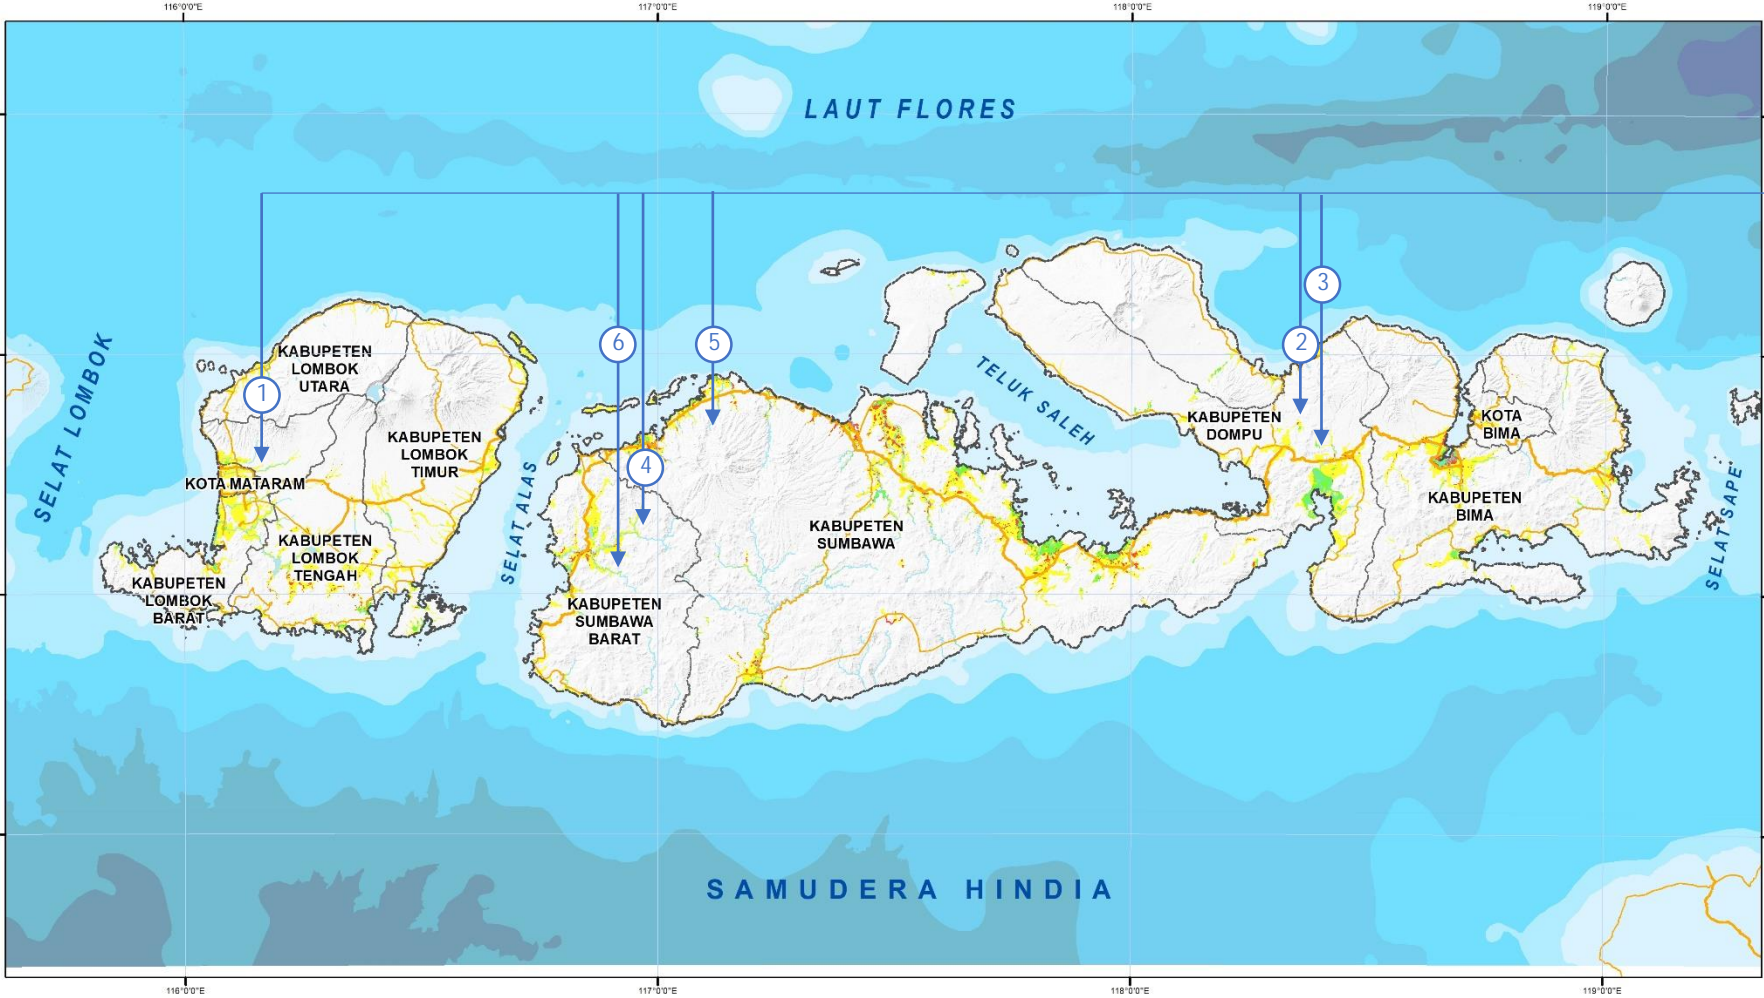 116°0'0"E
117°0'0"E
118°0'0"E
119°0'0"E
LAUT FLORES
SELAT LOMBOK
SELAT ALAS
TELUK SALEH
SELAT SAPE
SAMUDERA HINDIA
1
6
4
5
2
3
KABUPETEN
LOMBOK
UTARA
KABUPETEN
LOMBOK
TIMUR
KOTA MATARAM
KABUPETEN
LOMBOK
TENGAH
KABUPETEN
LOMBOK
BARAT
KABUPETEN
SUMBAWA
BARAT
KABUPETEN
SUMBAWA
KABUPETEN
DOMPU
KOTA
BIMA
KABUPETEN
BIMA
116°0'0"E
117°0'0"E
118°0'0"E
119°0'0"E